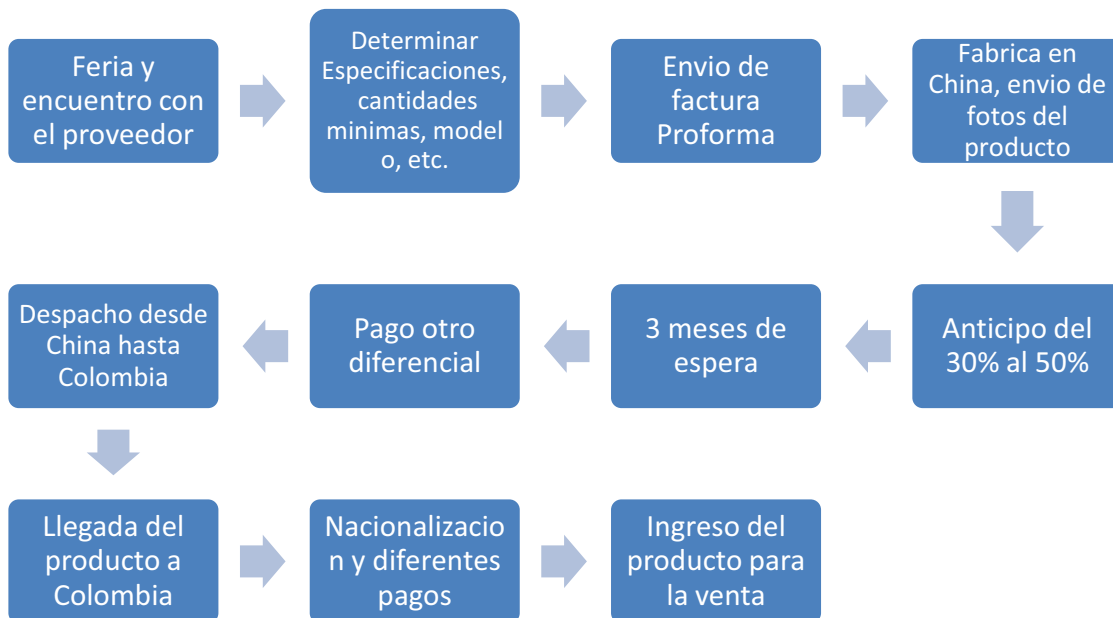 Feria y
encuentro con
el proveedor
Determinar
Especificaciones,
cantidades
minimas, model
o, etc.
Envio de
factura
Proforma
Fabrica en
China, envio de
fotos del
producto
Anticipo del
30% al 50%
3 meses de
espera
Pago otro
diferencial
Despacho desde
China hasta
Colombia
Llegada del
producto a
Colombia
Nacionalizacio
n y diferentes
pagos
Ingreso del
producto para
la venta